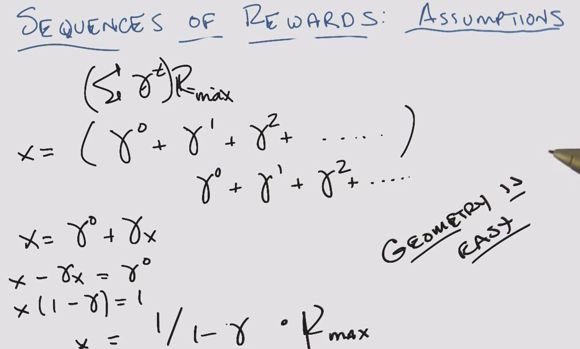 SEQUENCES OF REWARDS: ASSUMPTIONS
(Σ γ^t) R_max
x = ( γ^0 + γ^1 + γ^2 + ..... )
γ^0 + γ^1 + γ^2 + .....
x = γ^0 + γx
x - γx = γ^0
x(1 - γ) = 1
x = 1/1-γ · R_MAX
GEOMETRY IS
EASY